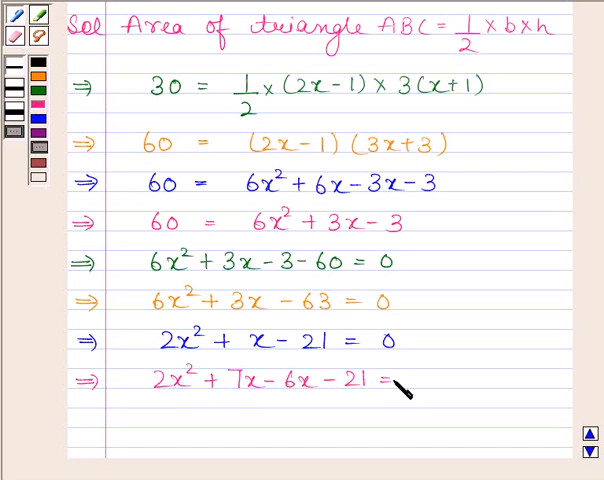 Sol Area of triangle ABC = 1/2 × b × h
⇒ 30 = 1/2 × (2x − 1) × 3(x + 1)
⇒ 60 = (2x − 1) (3x + 3)
⇒ 60 = 6x² + 6x − 3x − 3
⇒ 60 = 6x² + 3x − 3
⇒ 6x² + 3x − 3 − 60 = 0
⇒ 6x² + 3x − 63 = 0
⇒ 2x² + x − 21 = 0
⇒ 2x² + 7x − 6x − 21 =